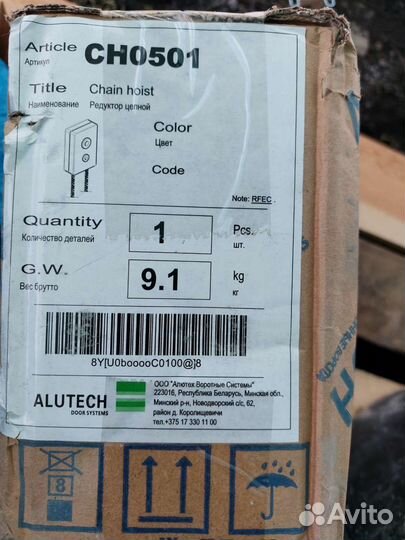 Article CH0501
Артикул
Title Chain hoist
Наименование Редуктор цепной
Color
Цвет
Code
Note: RFEC
Quantity 1 Pcs.
Количество деталей шт.
G.W. 9.1 kg
Вес брутто кг
8Y[U0booooC0100@]8
ALUTECH
DOOR SYSTEMS
ООО "Алютех Воротные Системы"
223016, Республика Беларусь, Минская обл.,
Минский р-н, Новодворский с/с, 62,
район д. Королищевичи
тел.+375 17 330 11 00
8
Avito